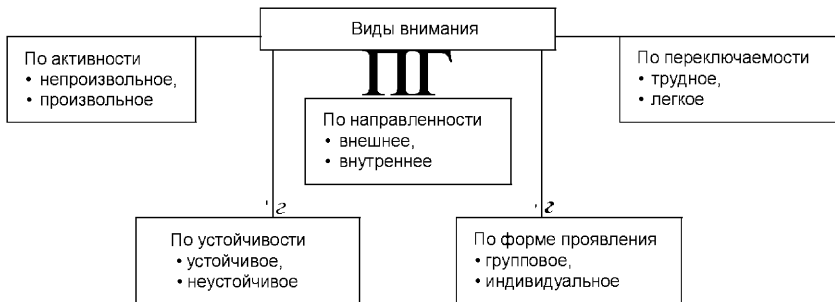 Виды внимания
По активности
• непроизвольное,
• произвольное
По переключаемости
• трудное,
• легкое
ПГ
По направленности
• внешнее,
• внутреннее
По устойчивости
• устойчивое,
• неустойчивое
По форме проявления
• групповое,
• индивидуальное